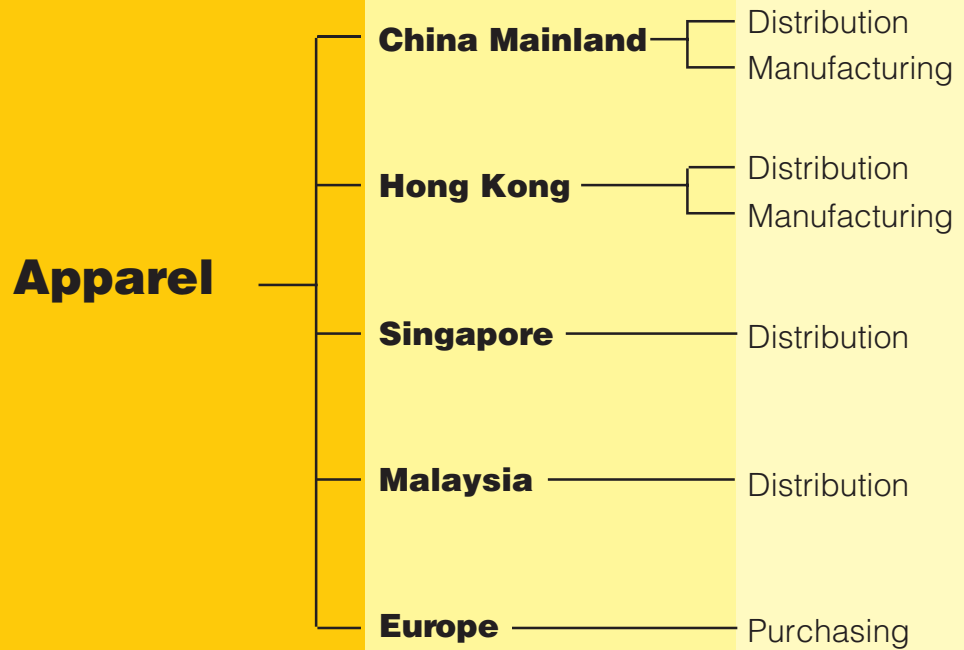 Apparel
China Mainland
Distribution
Manufacturing
Hong Kong
Distribution
Manufacturing
Singapore
Distribution
Malaysia
Distribution
Europe
Purchasing